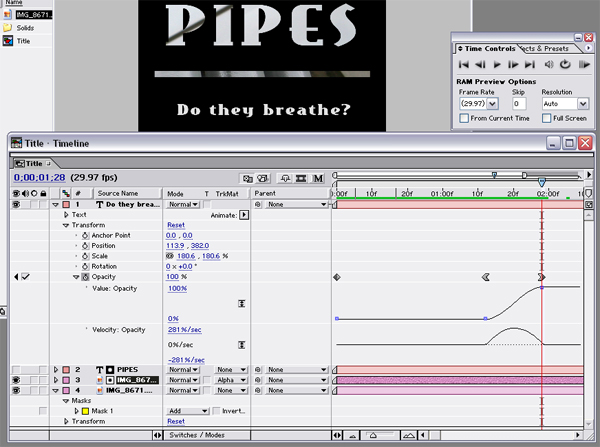 IMG_8671...
Solids
Title
PIPES
Do they breathe?
Time Controls
ects & Presets
RAM Preview Options
Frame Rate Skip Resolution
(29.97) 0 Auto
From Current Time Full Screen
Title · Timeline
Title
0;00;01;28 (29.97 fps)
# Source Name Mode T TrkMat Parent
0:00f 10f 20f 01:00f 10f 20f 02:00f 10f
1 T Do they brea... Normal None
Text Animate:
Transform Reset
Anchor Point 0.0 , 0.0
Position 113.9 , 382.0
Scale 180.6 , 180.6 %
Rotation 0 x +0.0 °
Opacity 100 %
Value: Opacity 100%
0%
Velocity: Opacity 281%/sec
0%/sec
-281%/sec
2 T PIPES Normal None None
3 IMG_867... Normal Alpha None
4 IMG_8671.... Normal None None
Masks
Mask 1 Add Invert...
Transform Reset
Switches / Modes